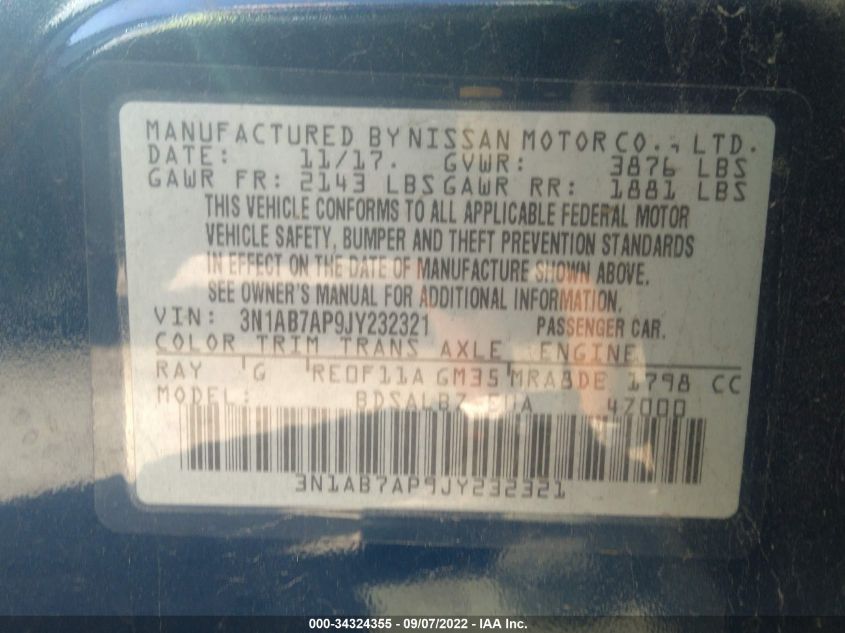 MANUFACTURED BY NISSAN MOTOR CO., LTD.
DATE: 11/17. GVWR: 3876 LBS
GAWR FR: 2143 LBS GAWR RR: 1881 LBS
THIS VEHICLE CONFORMS TO ALL APPLICABLE FEDERAL MOTOR
VEHICLE SAFETY, BUMPER AND THEFT PREVENTION STANDARDS
IN EFFECT ON THE DATE OF MANUFACTURE SHOWN ABOVE.
SEE OWNER'S MANUAL FOR ADDITIONAL INFORMATION.
VIN: 3N1AB7AP9JY232321 PASSENGER CAR.
COLOR TRIM TRANS AXLE ENGINE
RAY G RE0F11A GM35 MRA8DE 1798 CC
MODEL: 4Z000
3N1AB7AP9JY232321
000-34324355 - 09/07/2022 - IAA Inc.